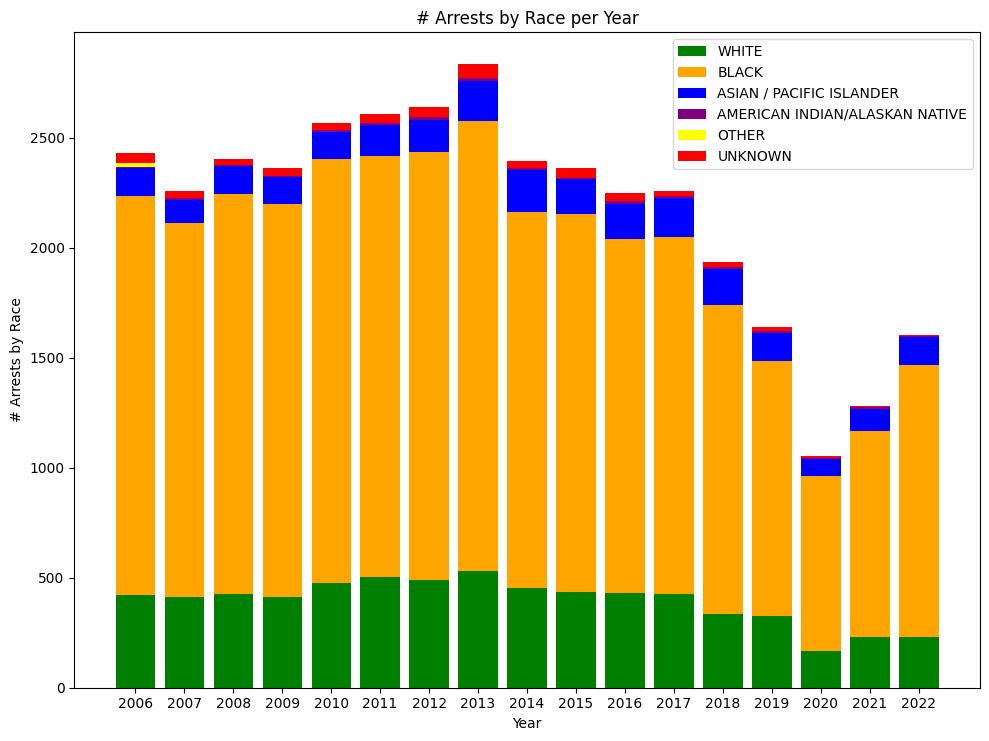 # Arrests by Race per Year
WHITE
BLACK
ASIAN / PACIFIC ISLANDER
AMERICAN INDIAN/ALASKAN NATIVE
OTHER
UNKNOWN
# Arrests by Race
2500
2000
1500
1000
500
0
2006 2007 2008 2009 2010 2011 2012 2013 2014 2015 2016 2017 2018 2019 2020 2021 2022
Year